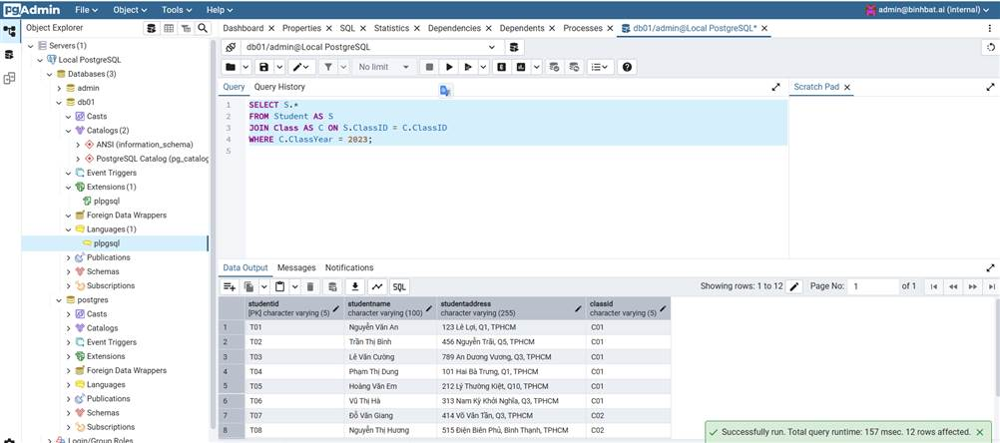 pgAdmin File Object Tools Help admin@binhbat.ai (internal)
Object Explorer
Dashboard Properties SQL Statistics Dependencies Dependents Processes db01/admin@Local PostgreSQL*
Servers (1)
Local PostgreSQL
Databases (3)
admin
db01
Casts
Catalogs (2)
ANSI (information_schema)
PostgreSQL Catalog (pg_catalog
Event Triggers
Extensions (1)
plpgsql
Foreign Data Wrappers
Languages (1)
plpgsql
Publications
Schemas
Subscriptions
postgres
Casts
Catalogs
Event Triggers
Extensions
Foreign Data Wrappers
Languages
Publications
Schemas
Subscriptions
Login/Group Roles
db01/admin@Local PostgreSQL
No limit
Query Query History
Scratch Pad
1 SELECT S.*
2 FROM Student AS S
3 JOIN Class AS C ON S.ClassID = C.ClassID
4 WHERE C.ClassYear = 2023;
5
Data Output Messages Notifications
SQL
Showing rows: 1 to 12 Page No: 1 of 1
studentid studentname studentaddress classid
[PK] character varying (5) character varying (100) character varying (255) character varying (5)
1 T01 Nguyễn Văn An 123 Lê Lợi, Q1, TPHCM C01
2 T02 Trần Thị Bình 456 Nguyễn Trãi, Q5, TPHCM C01
3 T03 Lê Văn Cường 789 An Dương Vương, Q3, TPHCM C01
4 T04 Phạm Thị Dung 101 Hai Bà Trưng, Q1, TPHCM C01
5 T05 Hoàng Văn Em 212 Lý Thường Kiệt, Q10, TPHCM C01
6 T06 Vũ Thị Hà 313 Nam Kỳ Khởi Nghĩa, Q3, TPHCM C01
7 T07 Đỗ Văn Giang 414 Võ Văn Tần, Q3, TPHCM C02
8 T08 Nguyễn Thị Hương 515 Điện Biên Phủ, Bình Thạnh, TPHCM C02
Successfully run. Total query runtime: 157 msec. 12 rows affected.